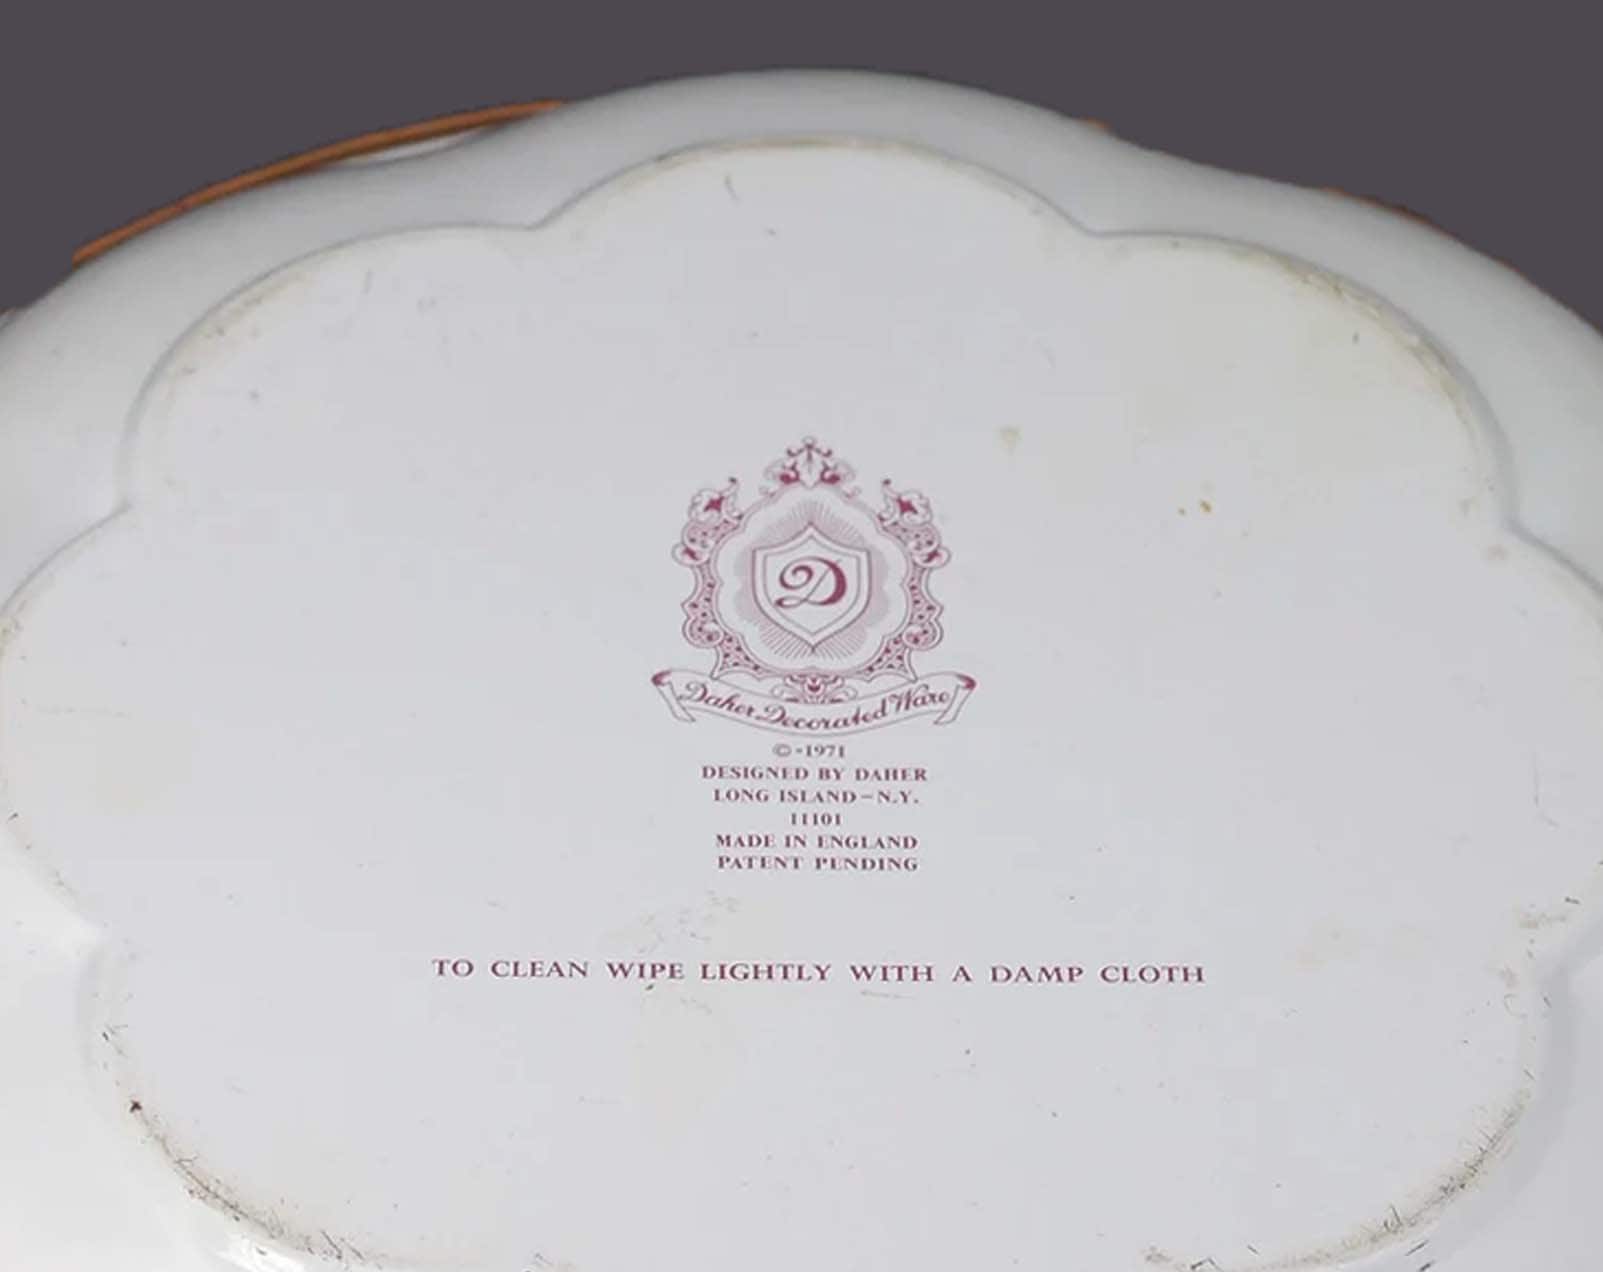 D
Daher Decorated Ware
©-1971
DESIGNED BY DAHER
LONG ISLAND-N.Y.
11101
MADE IN ENGLAND
PATENT PENDING
TO CLEAN WIPE LIGHTLY WITH A DAMP CLOTH